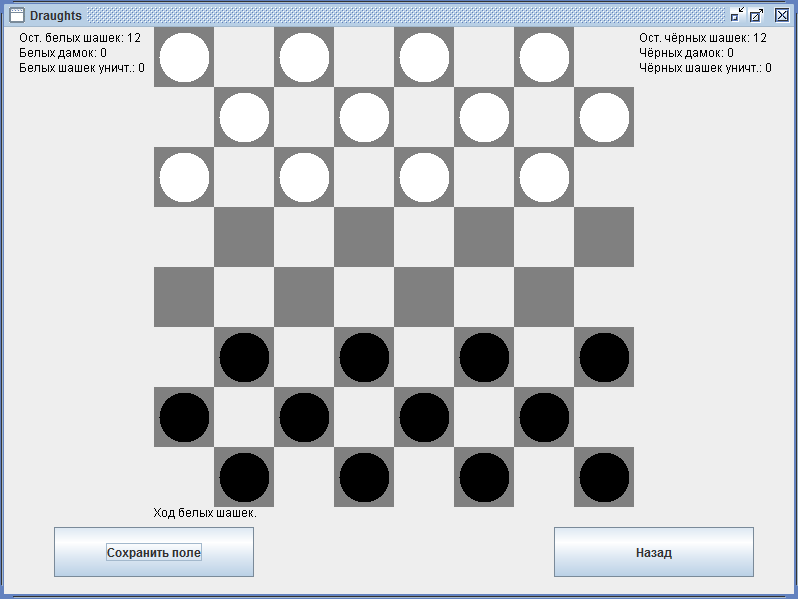 Draughts
Ост. белых шашек: 12
Белых дамок: 0
Белых шашек уничт.: 0
Ост. чёрных шашек: 12
Чёрных дамок: 0
Чёрных шашек уничт.: 0
Ход белых шашек.
Сохранить поле
Назад